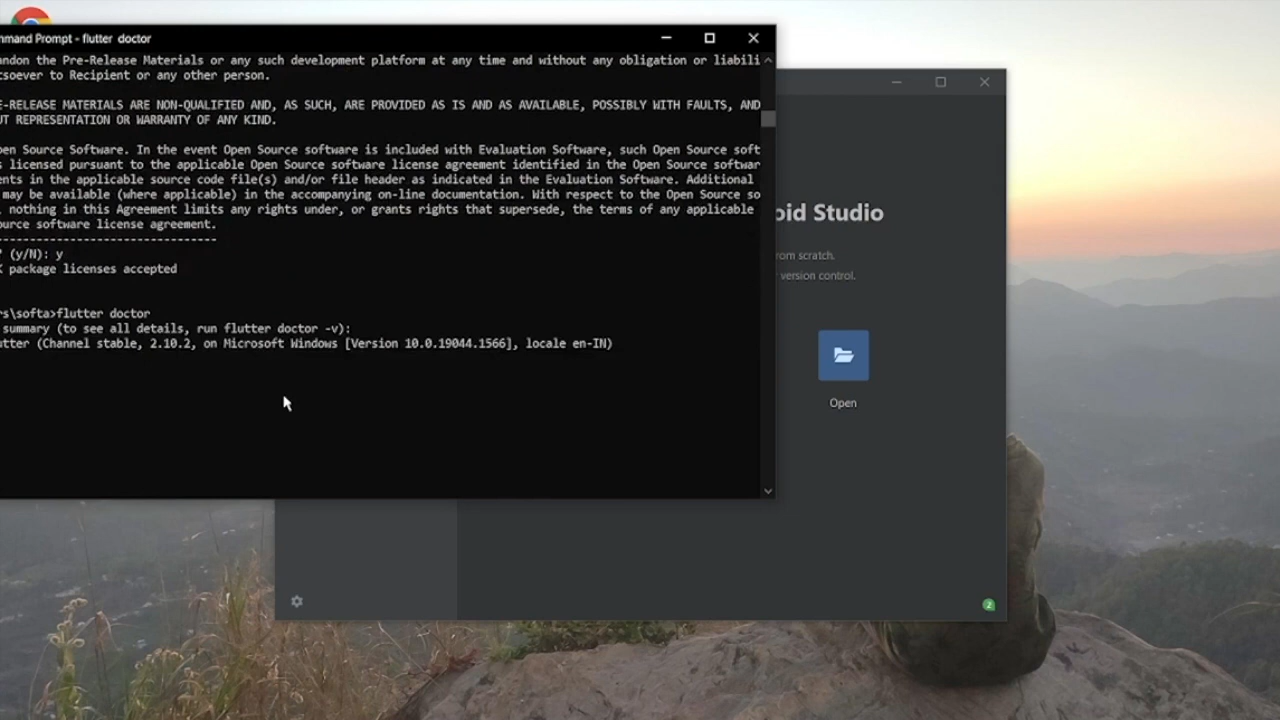 mmand Prompt - flutter doctor
andon the Pre-Release Materials or any such development platform at any time and without any obligation or liabili
tsoever to Recipient or any other person.
E-RELEASE MATERIALS ARE NON-QUALIFIED AND, AS SUCH, ARE PROVIDED AS IS AND AS AVAILABLE, POSSIBLY WITH FAULTS, AND
UT REPRESENTATION OR WARRANTY OF ANY KIND.
pen Source Software. In the event Open Source software is included with Evaluation Software, such Open Source soft
s licensed pursuant to the applicable Open Source software license agreement identified in the Open Source softwar
ents in the applicable source code file(s) and/or file header as indicated in the Evaluation Software. Additional
may be available (where applicable) in the accompanying on-line documentation. With respect to the Open Source so
, nothing in this Agreement limits any rights under, or grants rights that supersede, the terms of any applicable
ource software license agreement.
---------------------------------
? (y/N): y
K package licenses accepted
rs\softa>flutter doctor
summary (to see all details, run flutter doctor -v):
utter (Channel stable, 2.10.2, on Microsoft Windows [Version 10.0.19044.1566], locale en-IN)
oid Studio
rom scratch.
version control.
Open
2